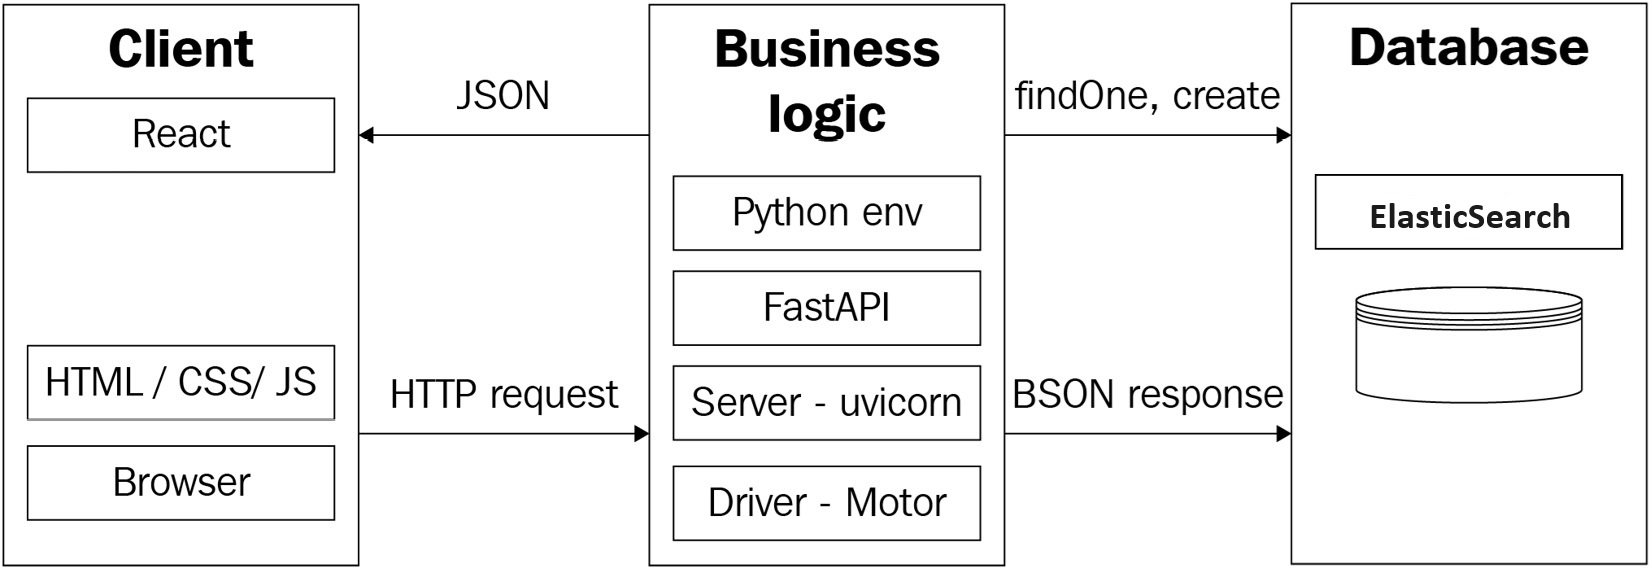 Client
React
HTML / CSS/ JS
Browser
JSON
HTTP request
Business
logic
Python env
FastAPI
Server - uvicorn
Driver - Motor
findOne, create
BSON response
Database
ElasticSearch